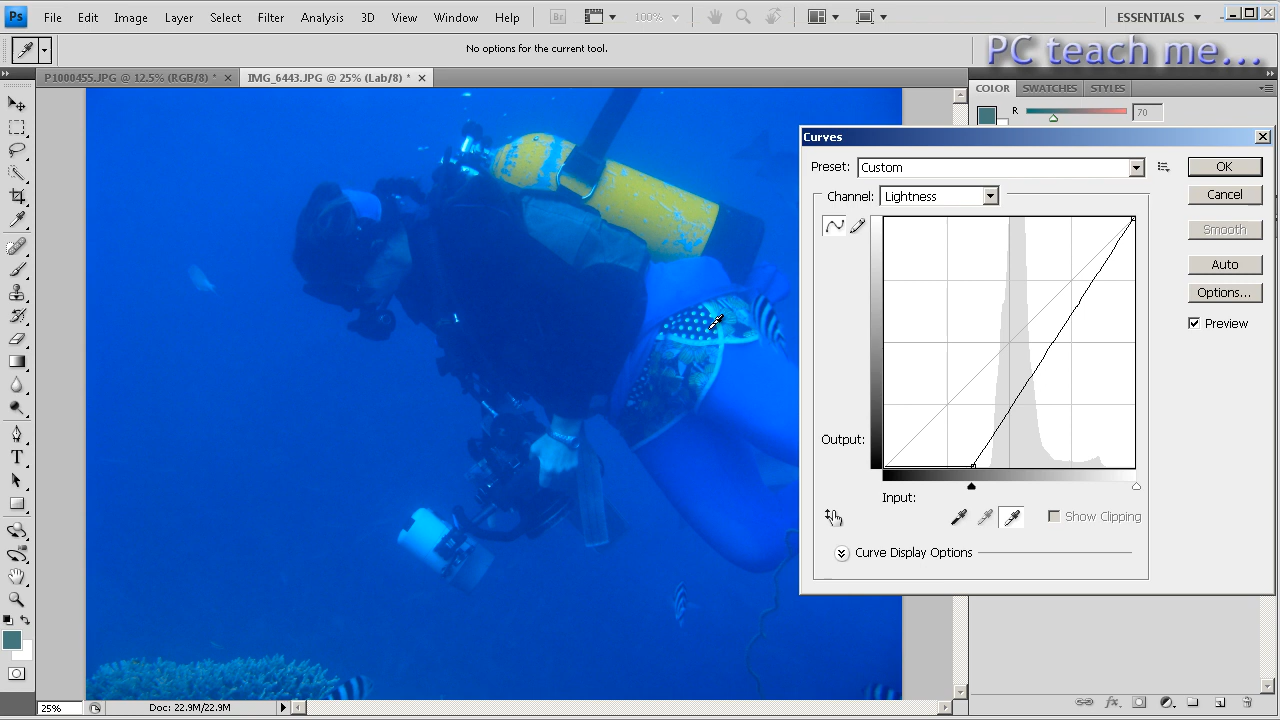 Ps File Edit Image Layer Select Filter Analysis 3D View Window Help Br 100% ESSENTIALS
No options for the current tool.
PC teach me...
P1000455.JPG @ 12.5% (RGB/8) * IMG_6443.JPG @ 25% (Lab/8) *
COLOR SWATCHES STYLES
R 70
Curves
Preset: Custom OK
Channel: Lightness Cancel
Smooth
Auto
Options...
Preview
Output:
Input:
Show Clipping
Curve Display Options
T
25% Doc: 22.9M/22.9M fx